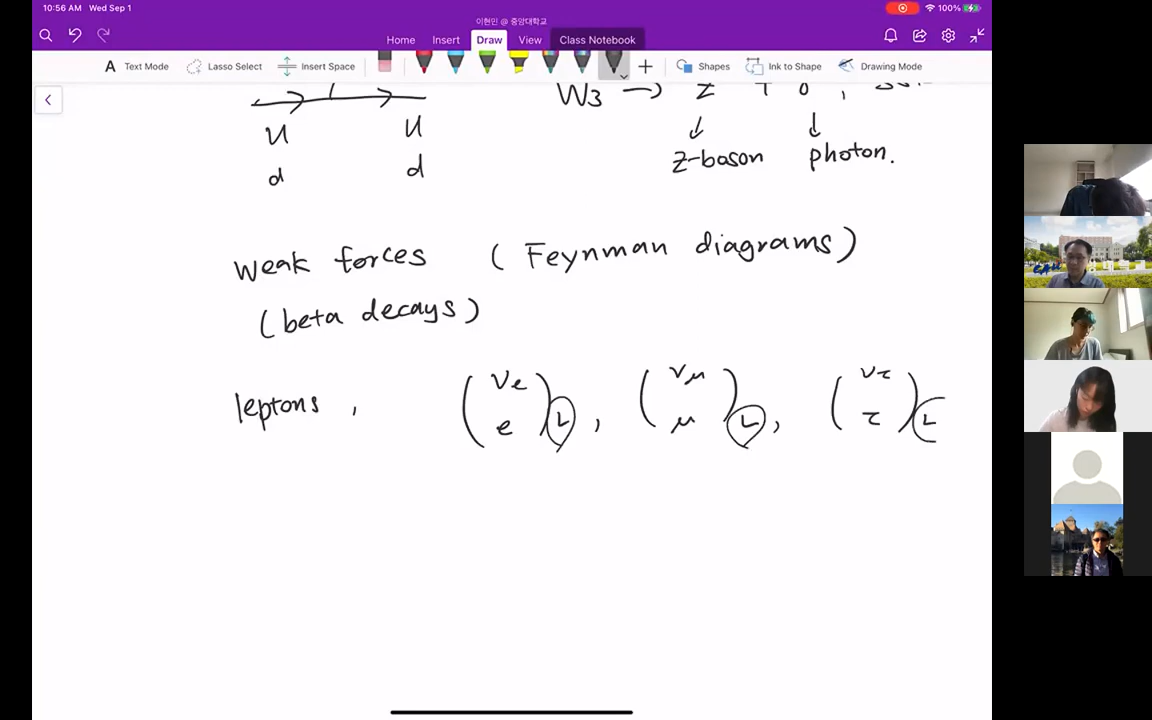 10:56 AM Wed Sep 1
100%
이현민 @ 중앙대학교
Home Insert Draw View Class Notebook
Text Mode Lasso Select Insert Space Shapes Ink to Shape Drawing Mode
W3 → Z + γ ,
u u
↓ ↓
d d
z-boson photon.
weak forces (Feynman diagrams)
(beta decays)
leptons , (νe e)L , (νμ μ)L , (ντ τ)L